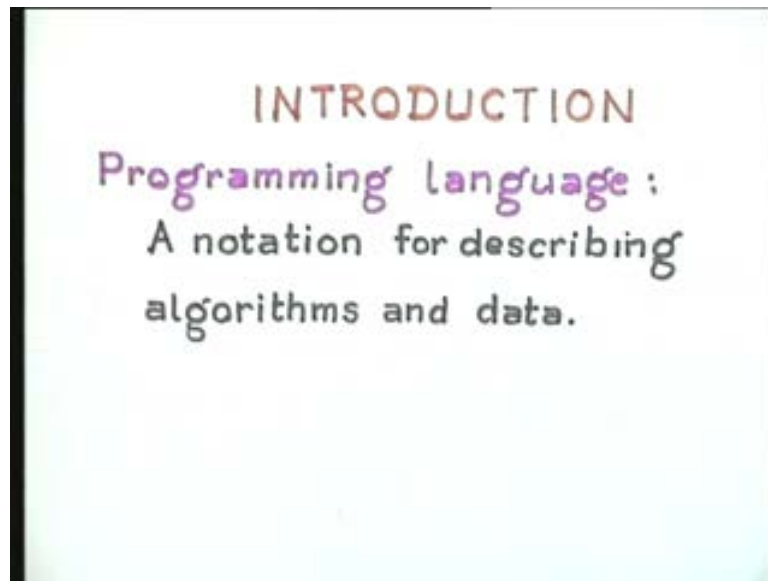 INTRODUCTION
Programming language:
A notation for describing
algorithms and data.